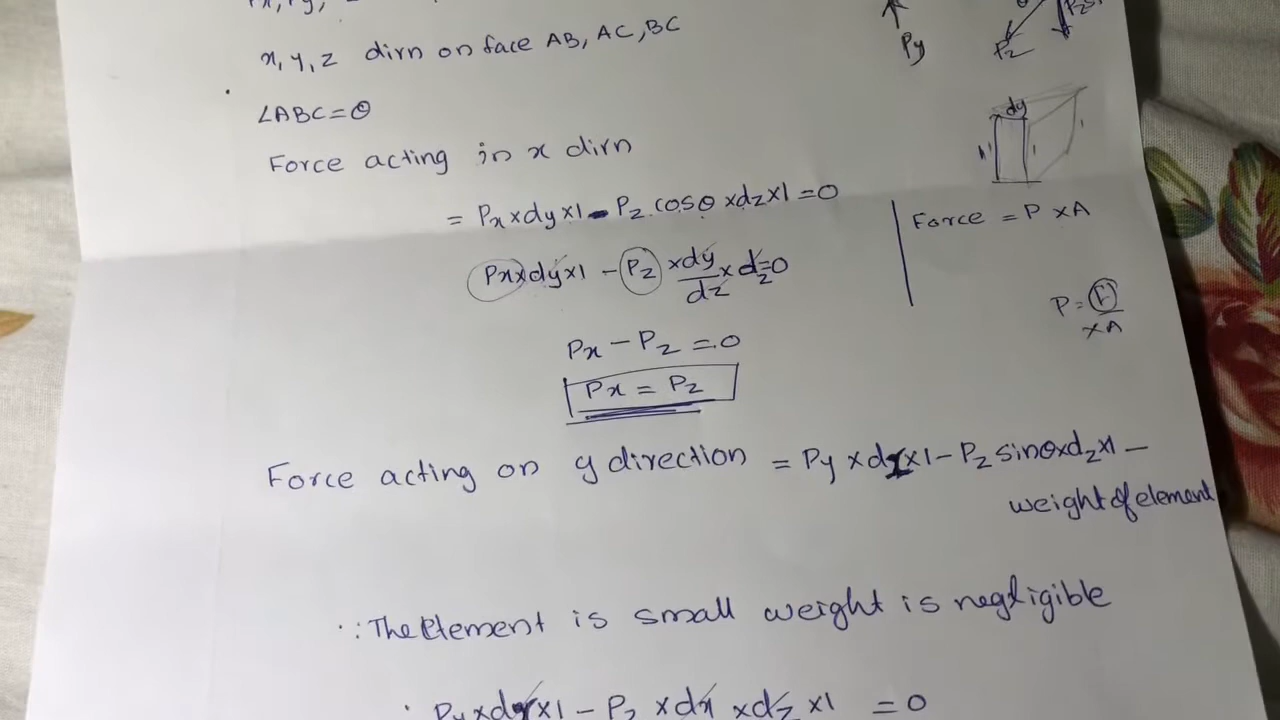 x, y, z dirn on face AB, AC, BC
Py
Pz
∠ABC = θ
dy
Force acting in x dirn
= Px × dy × 1 - Pz cosθ × dz × 1 = 0
Force = P × A
Px × dy × 1 - Pz × dy/dz × dz = 0
P = F/×A
Px - Pz = 0
Px = Pz
Force acting on y direction = Py × dx × 1 - Pz sinθ × dz × 1 -
weight of element
∵ The Element is small weight is negligible
Py × dx × 1 - Pz × dx × dz × 1 = 0